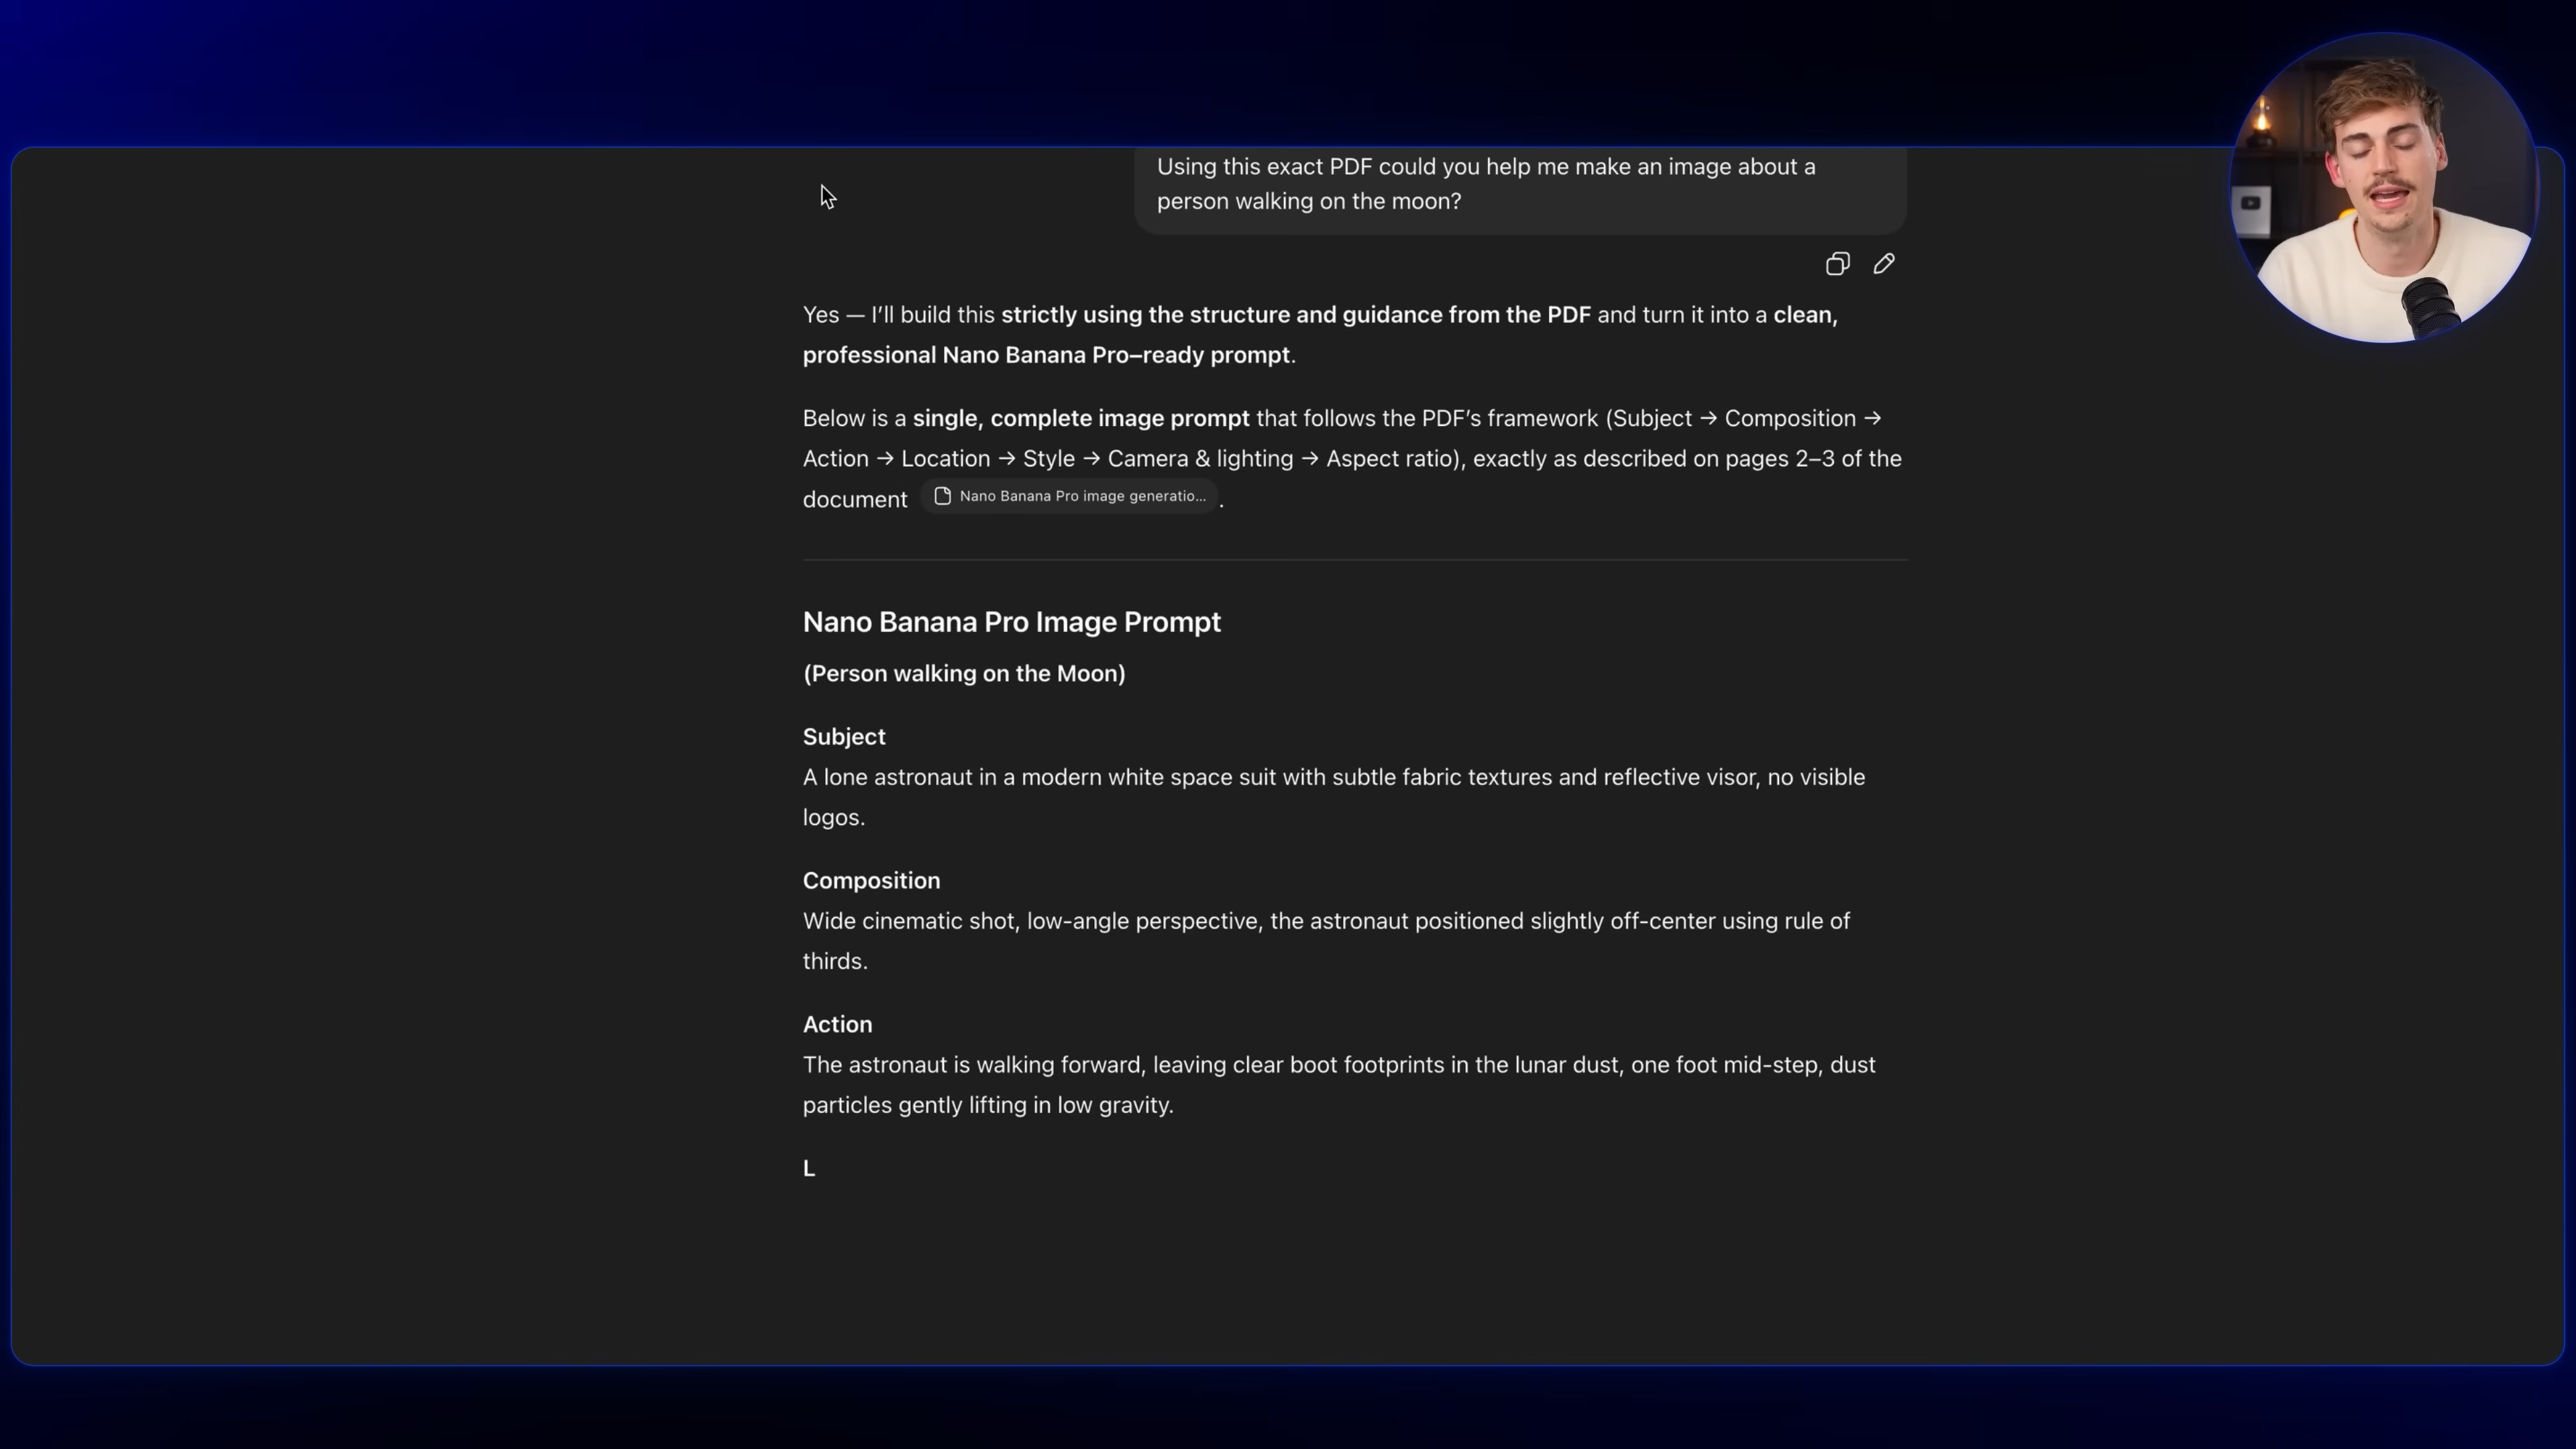 Using this exact PDF could you help me make an image about a
person walking on the moon?
Yes — I’ll build this strictly using the structure and guidance from the PDF and turn it into a clean,
professional Nano Banana Pro–ready prompt.
Below is a single, complete image prompt that follows the PDF’s framework (Subject → Composition →
Action → Location → Style → Camera & lighting → Aspect ratio), exactly as described on pages 2–3 of the
document Nano Banana Pro image generatio... .
Nano Banana Pro Image Prompt
(Person walking on the Moon)
Subject
A lone astronaut in a modern white space suit with subtle fabric textures and reflective visor, no visible
logos.
Composition
Wide cinematic shot, low-angle perspective, the astronaut positioned slightly off-center using rule of
thirds.
Action
The astronaut is walking forward, leaving clear boot footprints in the lunar dust, one foot mid-step, dust
particles gently lifting in low gravity.
L